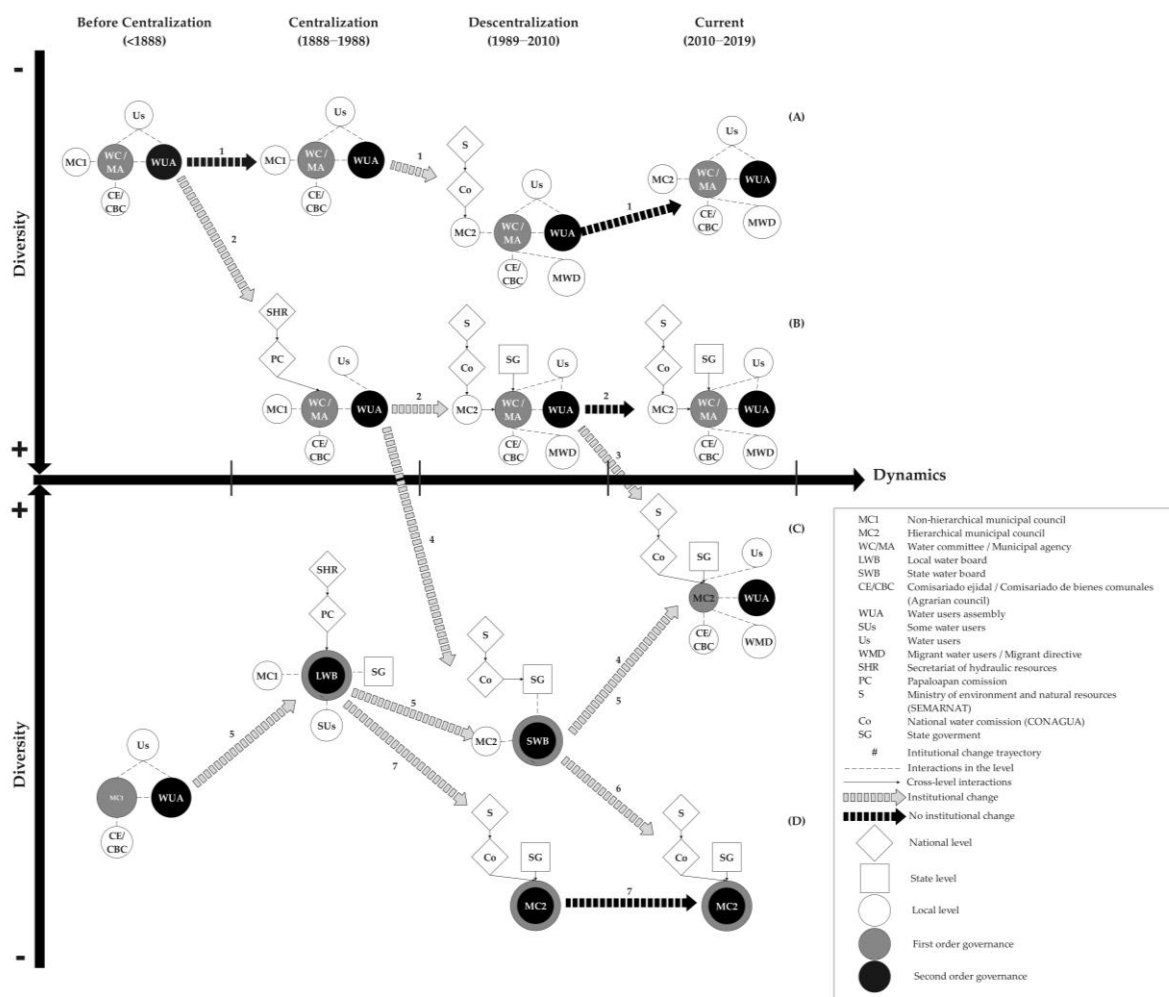 Before Centralization
(<1888)
Centralization
(1888–1988)
Descentralization
(1989–2010)
Current
(2010–2019)
-
Diversity
+
(A)
Us
MC1
WC/
MA
WUA
CE/
CBC
1
Us
MC1
WC/
MA
WUA
CE/
CBC
1
S
Co
MC2
Us
WC/
MA
WUA
CE/
CBC
MWD
1
Us
MC2
WC/
MA
WUA
CE/
CBC
MWD
2
(B)
SHR
PC
Us
MC1
WC/
MA
WUA
CE/
CBC
2
S
Co
SG
Us
MC2
WC/
MA
WUA
CE/
CBC
MWD
2
S
Co
SG
Us
MC2
WC/
MA
WUA
CE/
CBC
MWD
3
4
Dynamics
+
Diversity
-
(C)
Us
MC1
WUA
CE/
CBC
5
SHR
PC
MC1
LWB
SG
SUs
5
7
S
Co
SG
MC2
SWB
4
5
6
S
Co
SG
Us
MC2
WUA
CE/
CBC
WMD
(D)
S
Co
SG
MC2
7
S
Co
SG
MC2
MC1 Non-hierarchical municipal council
MC2 Hierarchical municipal council
WC/MA Water committee / Municipal agency
LWB Local water board
SWB State water board
CE/CBC Comisariado ejidal / Comisariado de bienes comunales
(Agrarian council)
WUA Water users assembly
SUs Some water users
Us Water users
WMD Migrant water users / Migrant directive
SHR Secretariat of hydraulic resources
PC Papaloapan comission
S Ministry of environment and natural resources
(SEMARNAT)
Co National water comission (CONAGUA)
SG State goverment
# Intitutional change trayectory
Interactions in the level
Cross-level interactions
Institutional change
No institutional change
National level
State level
Local level
First order governance
Second order governance